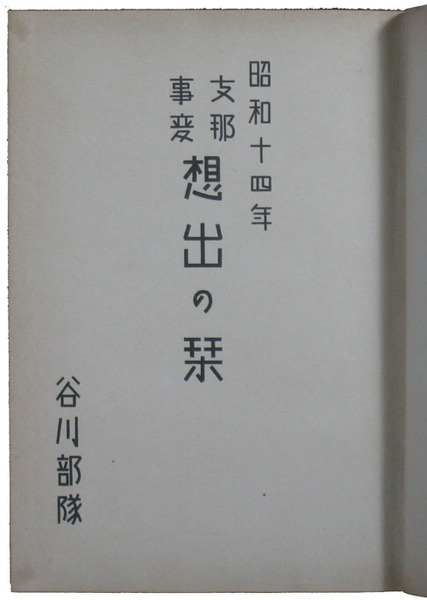 昭和十四年
支那
事変
想出の栞
谷川部隊